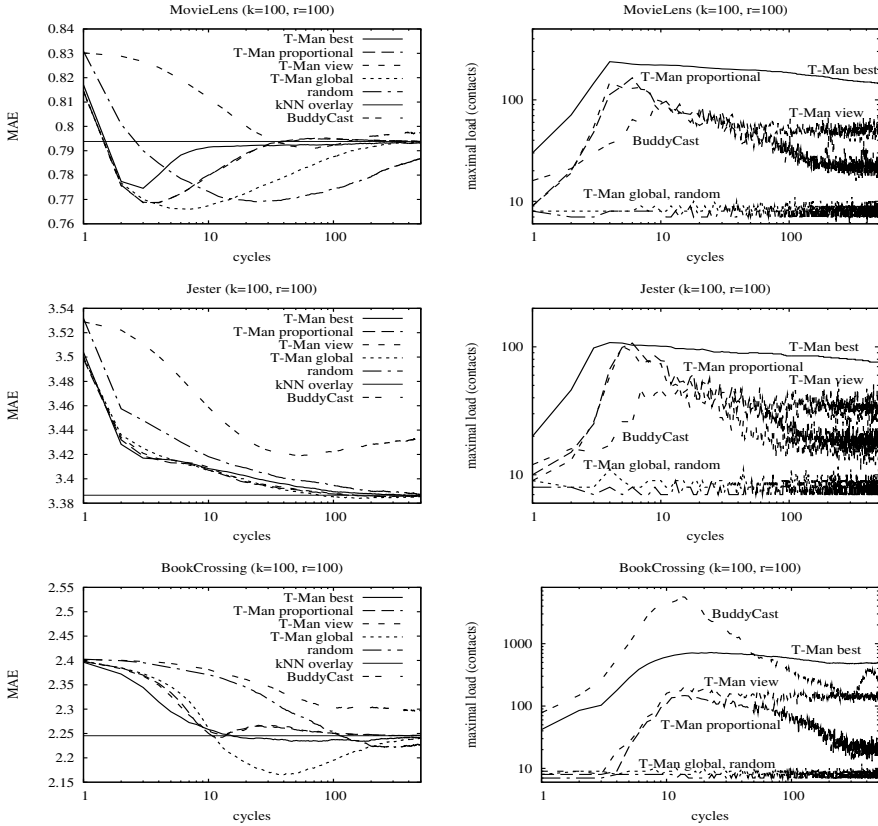 MovieLens (k=100, r=100)
MAE
0.84
0.83
0.82
0.81
0.8
0.79
0.78
0.77
0.76
T-Man best
T-Man proportional
T-Man view
T-Man global
random
kNN overlay
BuddyCast
1
10
100
cycles
MovieLens (k=100, r=100)
maximal load (contacts)
100
10
T-Man proportional
T-Man best
T-Man view
BuddyCast
T-Man global, random
1
10
100
cycles
Jester (k=100, r=100)
MAE
3.54
3.5
3.46
3.42
3.38
T-Man best
T-Man proportional
T-Man view
T-Man global
random
kNN overlay
BuddyCast
1
10
100
cycles
Jester (k=100, r=100)
maximal load (contacts)
100
10
T-Man best
T-Man proportional
T-Man view
BuddyCast
T-Man global, random
1
10
100
cycles
BookCrossing (k=100, r=100)
MAE
2.55
2.5
2.45
2.4
2.35
2.3
2.25
2.2
2.15
T-Man best
T-Man proportional
T-Man view
T-Man global
random
kNN overlay
BuddyCast
1
10
100
cycles
BookCrossing (k=100, r=100)
maximal load (contacts)
1000
100
10
BuddyCast
T-Man best
T-Man view
T-Man proportional
T-Man global, random
1
10
100
cycles